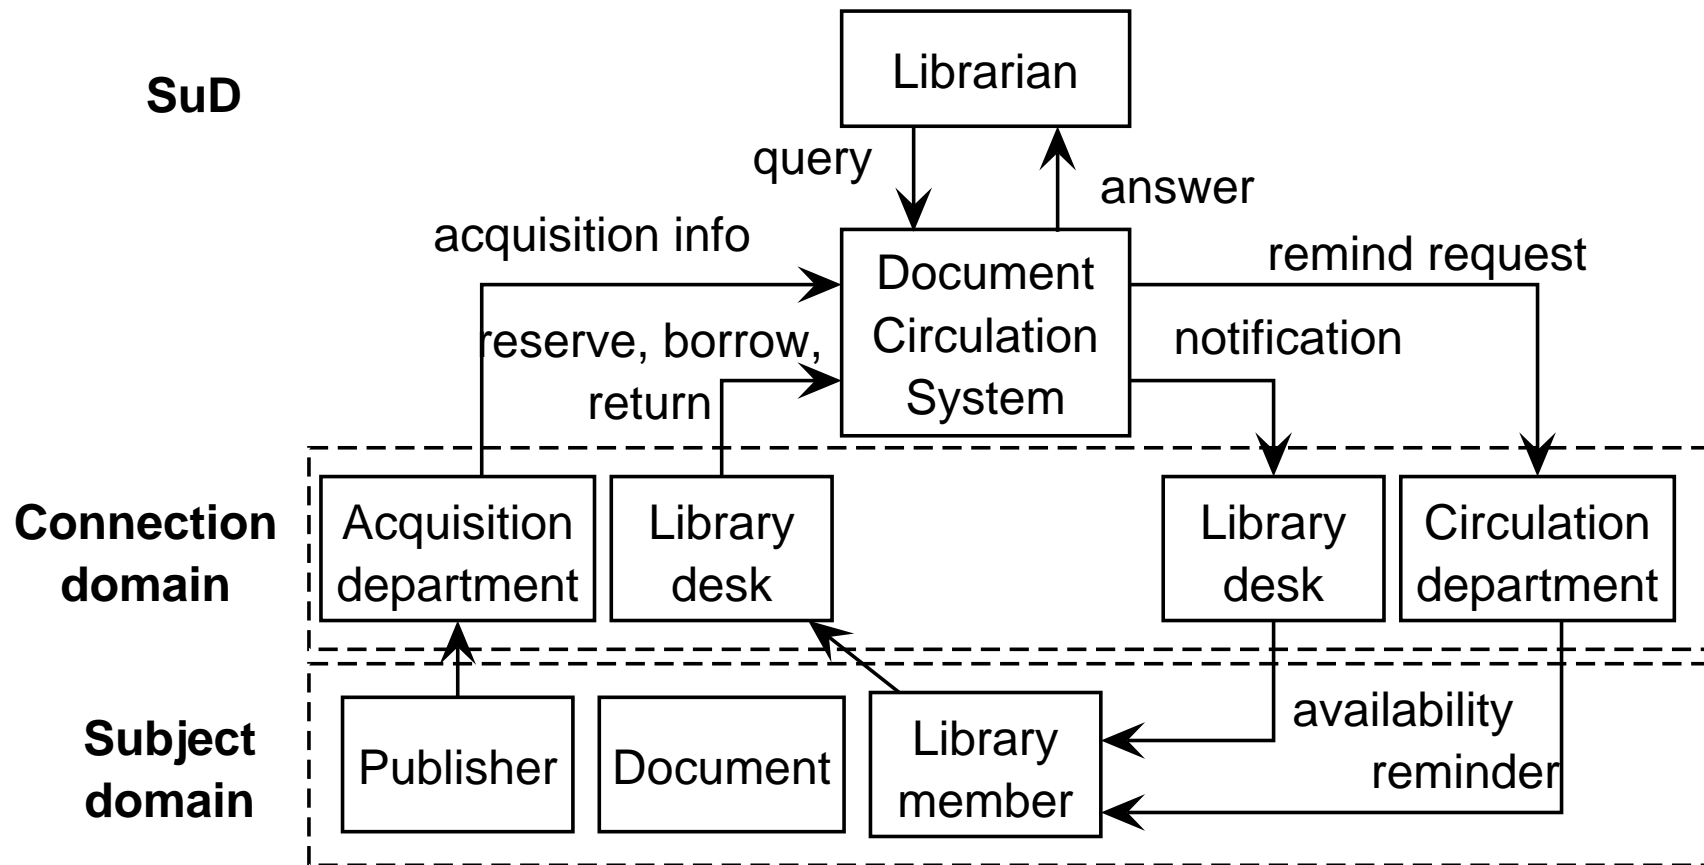 Librarian
SuD
query
answer
acquisition info
Document
Circulation
System
remind request
reserve, borrow,
return
notification
Connection
domain
Acquisition
department
Library
desk
Library
desk
Circulation
department
Subject
domain
Publisher
Document
Library
member
availability
reminder